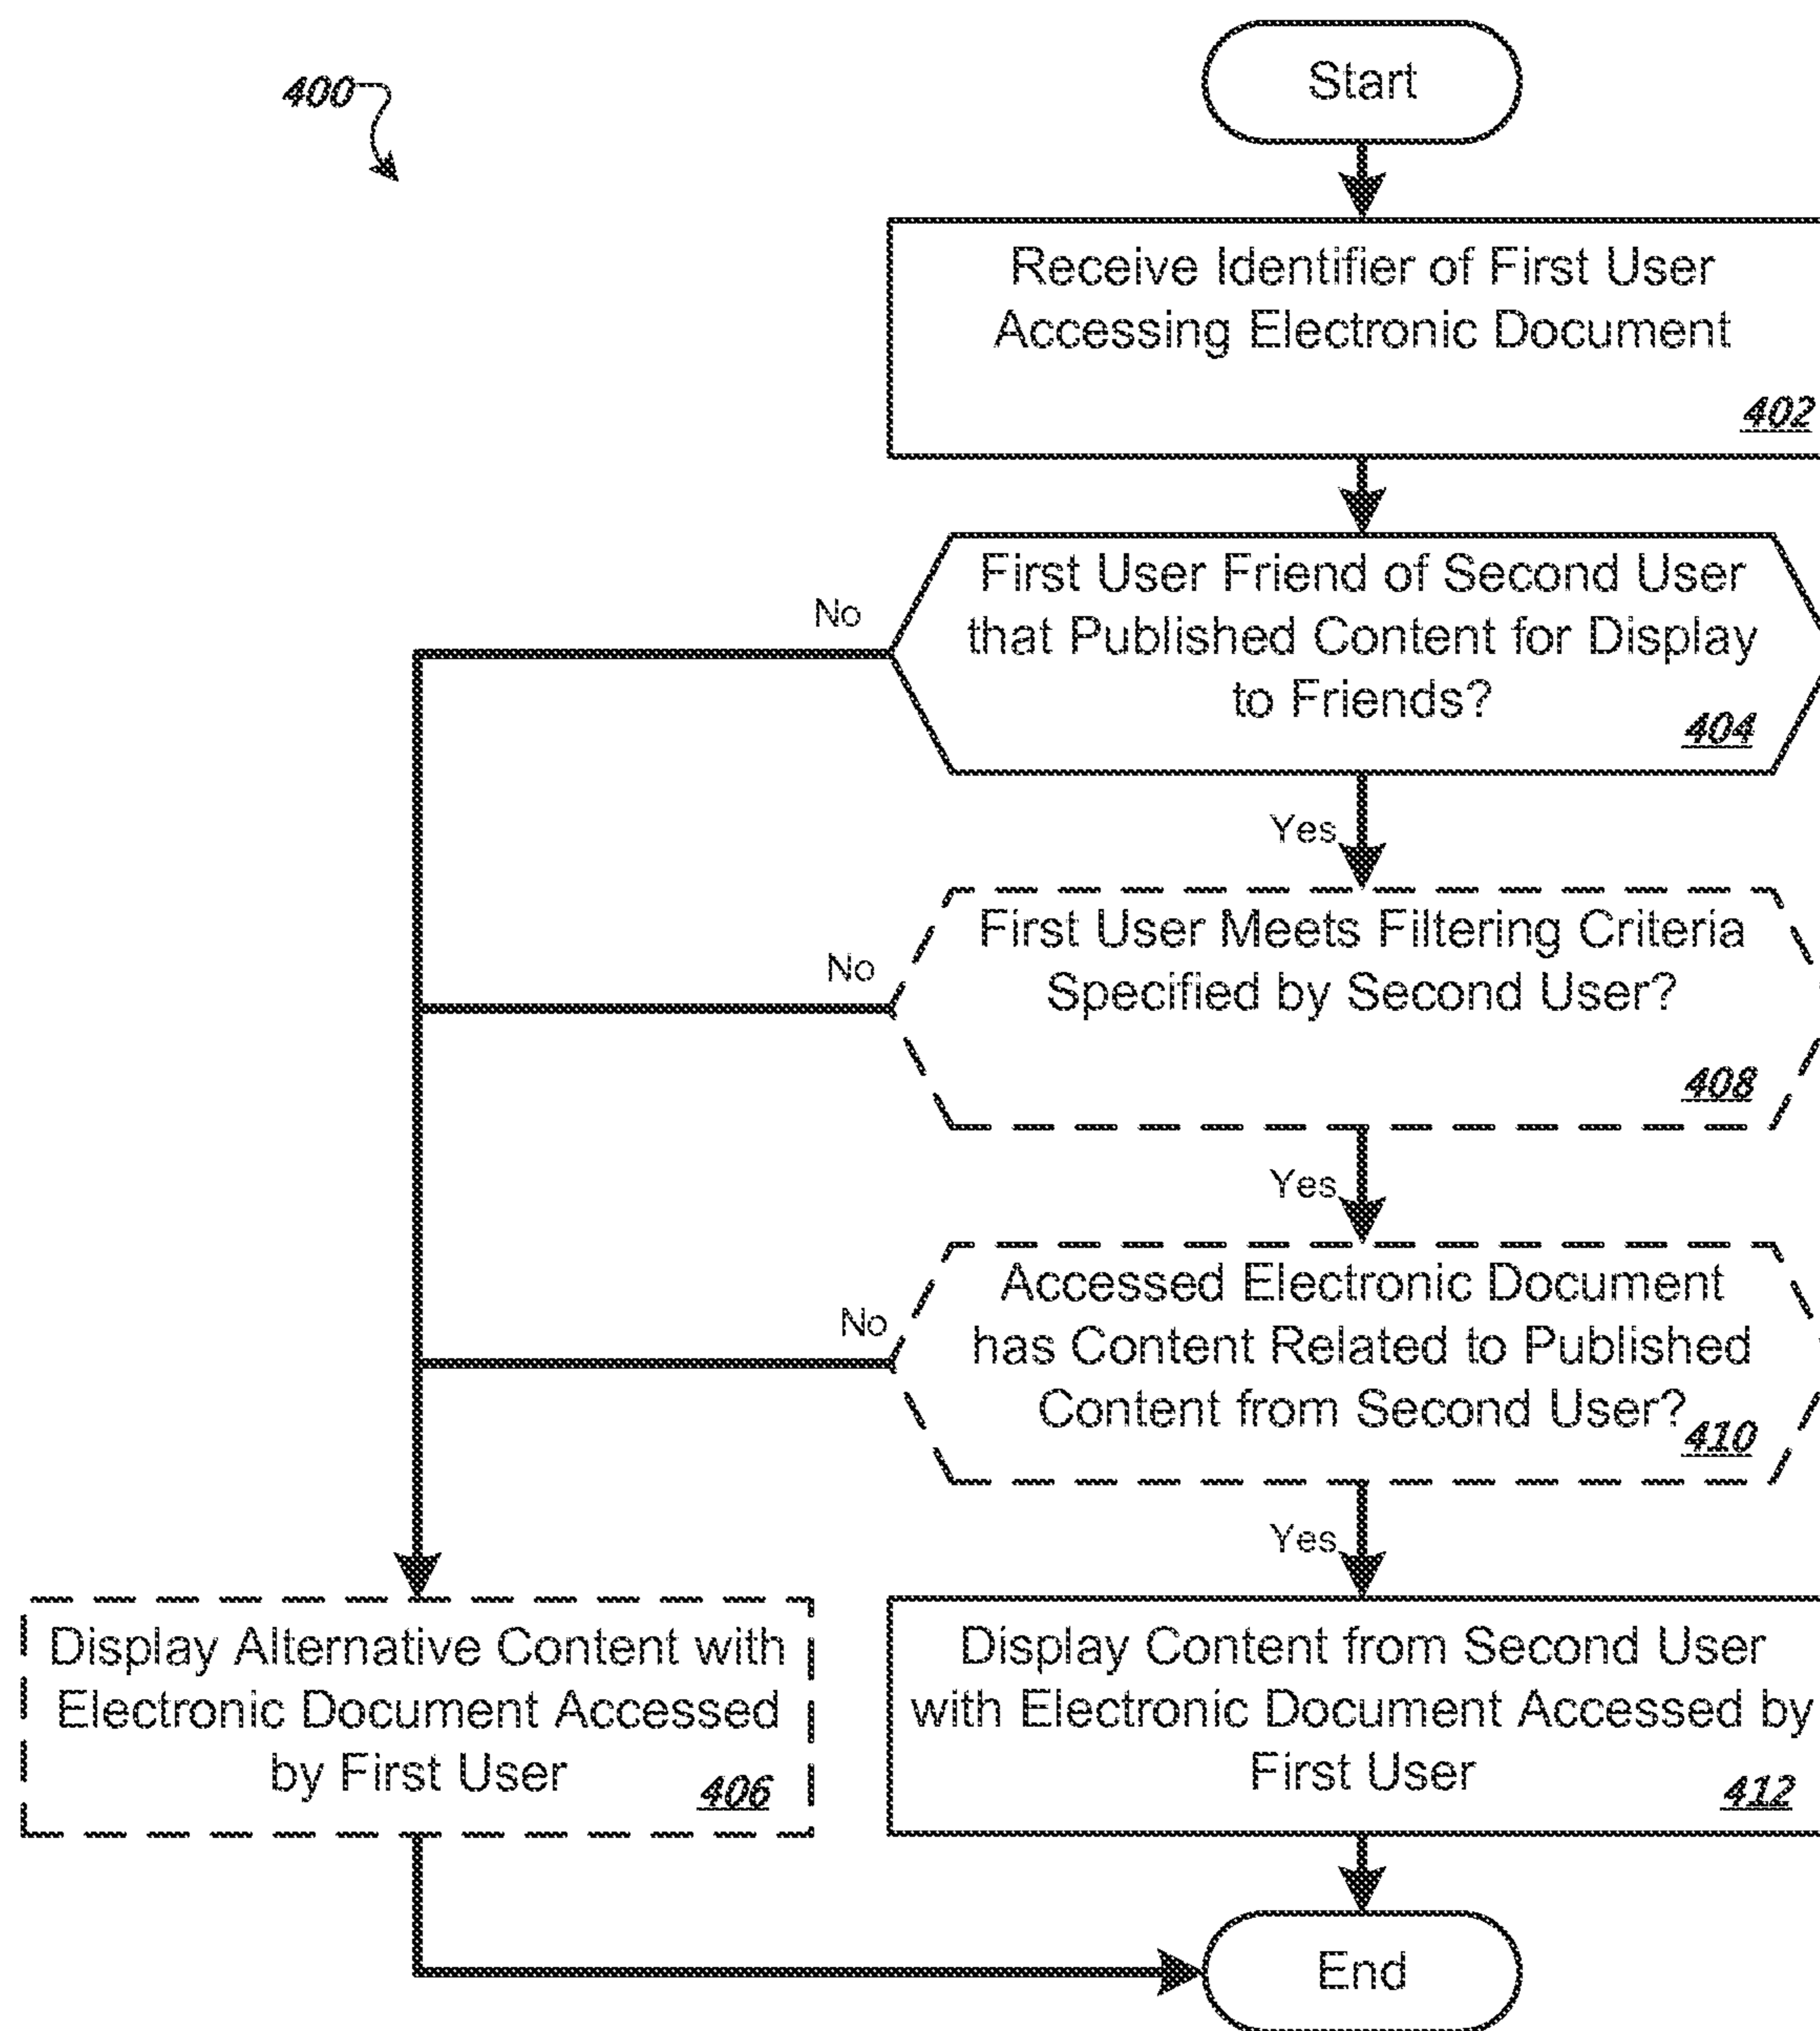 400
Start
Receive Identifier of First User
Accessing Electronic Document
402
First User Friend of Second User
that Published Content for Display
to Friends?
404
No
Yes
First User Meets Filtering Criteria
Specified by Second User?
408
No
Yes
Accessed Electronic Document
has Content Related to Published
Content from Second User?
410
No
Yes
Display Alternative Content with
Electronic Document Accessed
by First User
406
Display Content from Second User
with Electronic Document Accessed by
First User
412
End